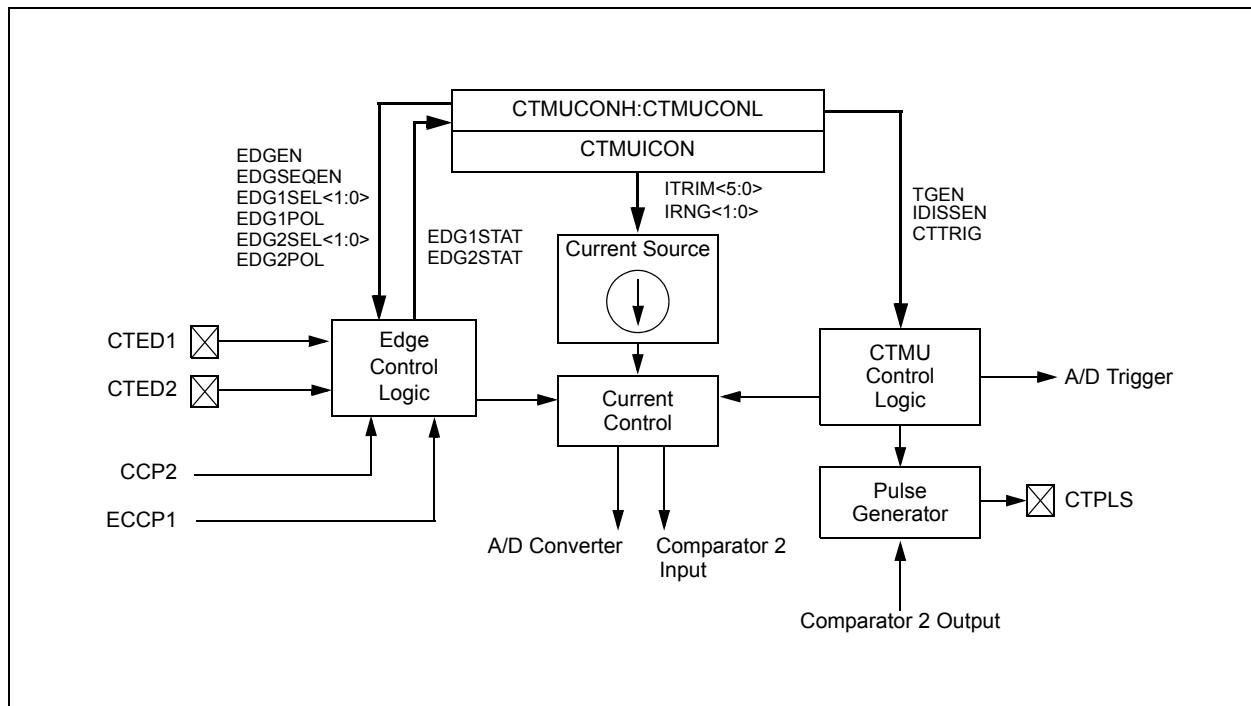 CTMUCONH:CTMUCONL
CTMUICON
EDGEN
EDGSEQEN
EDG1SEL<1:0>
EDG1POL
EDG2SEL<1:0>
EDG2POL
EDG1STAT
EDG2STAT
ITRIM<5:0>
IRNG<1:0>
TGEN
IDISSEN
CTTRIG
Current Source
CTED1
CTED2
Edge
Control
Logic
Current
Control
CTMU
Control
Logic
A/D Trigger
CCP2
ECCP1
Pulse
Generator
CTPLS
A/D Converter
Comparator 2
Input
Comparator 2 Output